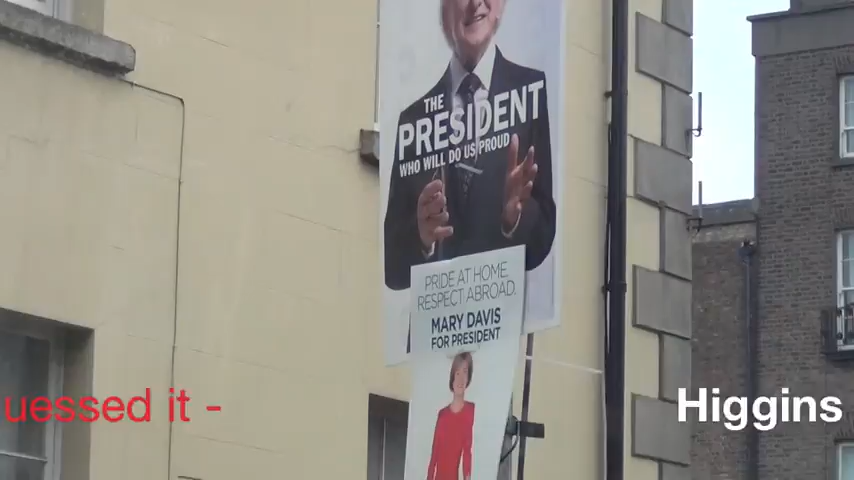 THE
PRESIDENT
WHO WILL DO US PROUD
PRIDE AT HOME
RESPECT ABROAD.
MARY DAVIS
FOR PRESIDENT
uessed it - Higgins